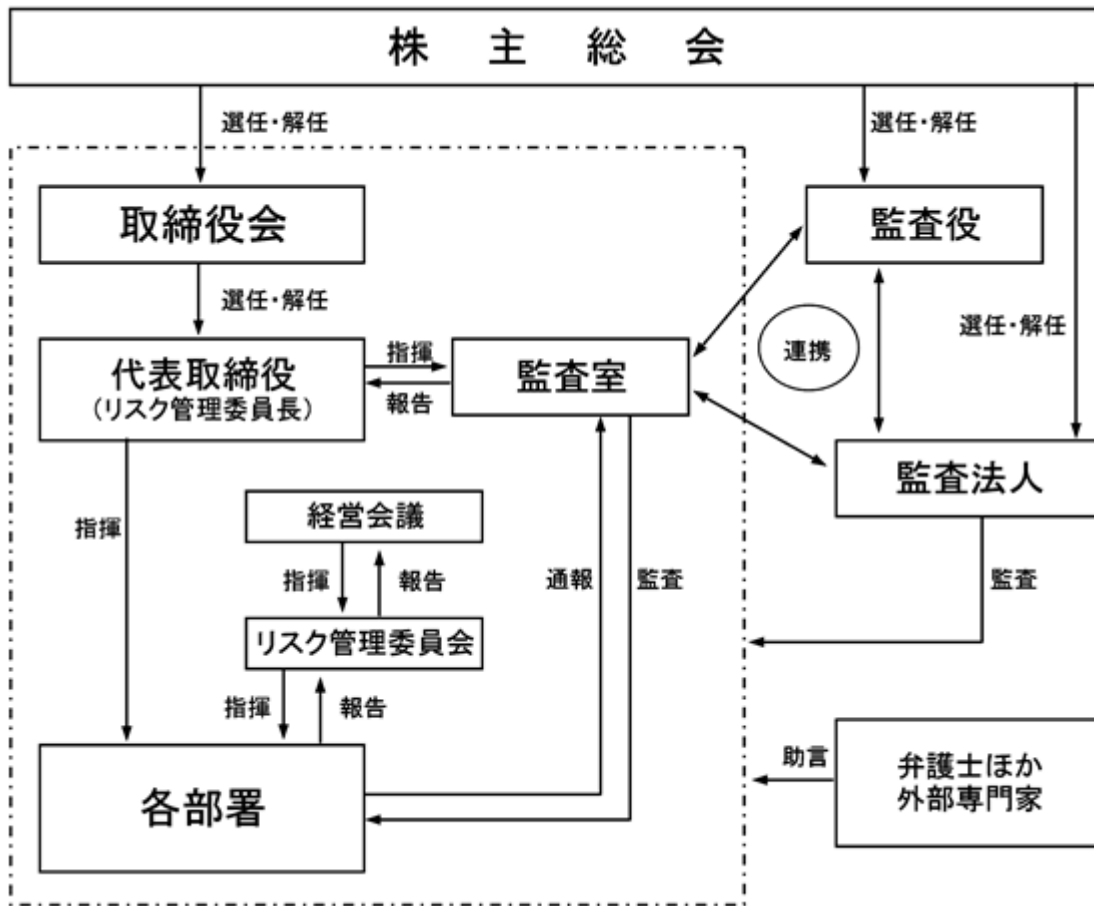 株主総会
選任・解任
選任・解任
取締役会
監査役
選任・解任
選任・解任
連携
代表取締役
（リスク管理委員長）
指揮
報告
監査室
監査法人
経営会議
指揮
指揮
報告
通報
監査
監査
リスク管理委員会
指揮
報告
助言
弁護士ほか
外部専門家
各部署